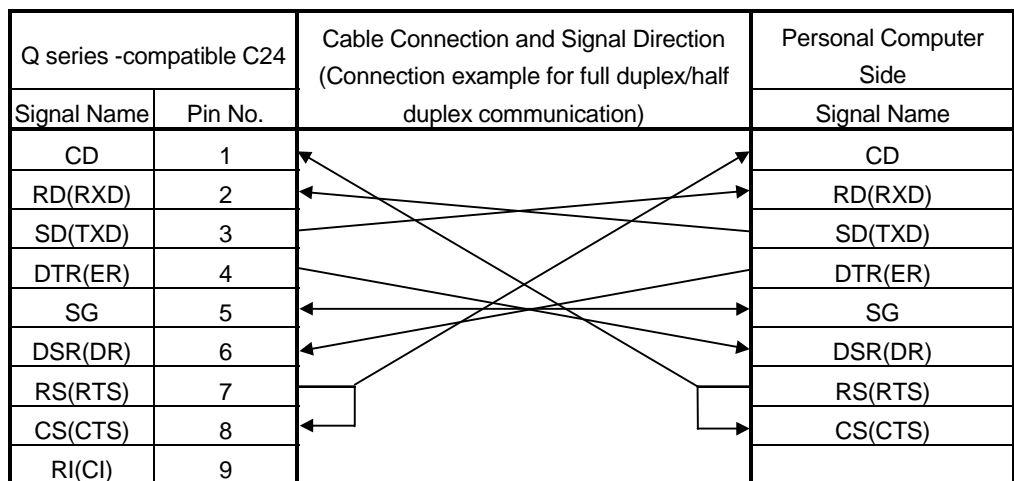 Q series -compatible C24 Cable Connection and Signal Direction (Connection example for full duplex/half duplex communication) Personal Computer Side
Signal Name Pin No. Signal Name
CD 1 CD
RD(RXD) 2 RD(RXD)
SD(TXD) 3 SD(TXD)
DTR(ER) 4 DTR(ER)
SG 5 SG
DSR(DR) 6 DSR(DR)
RS(RTS) 7 RS(RTS)
CS(CTS) 8 CS(CTS)
RI(CI) 9